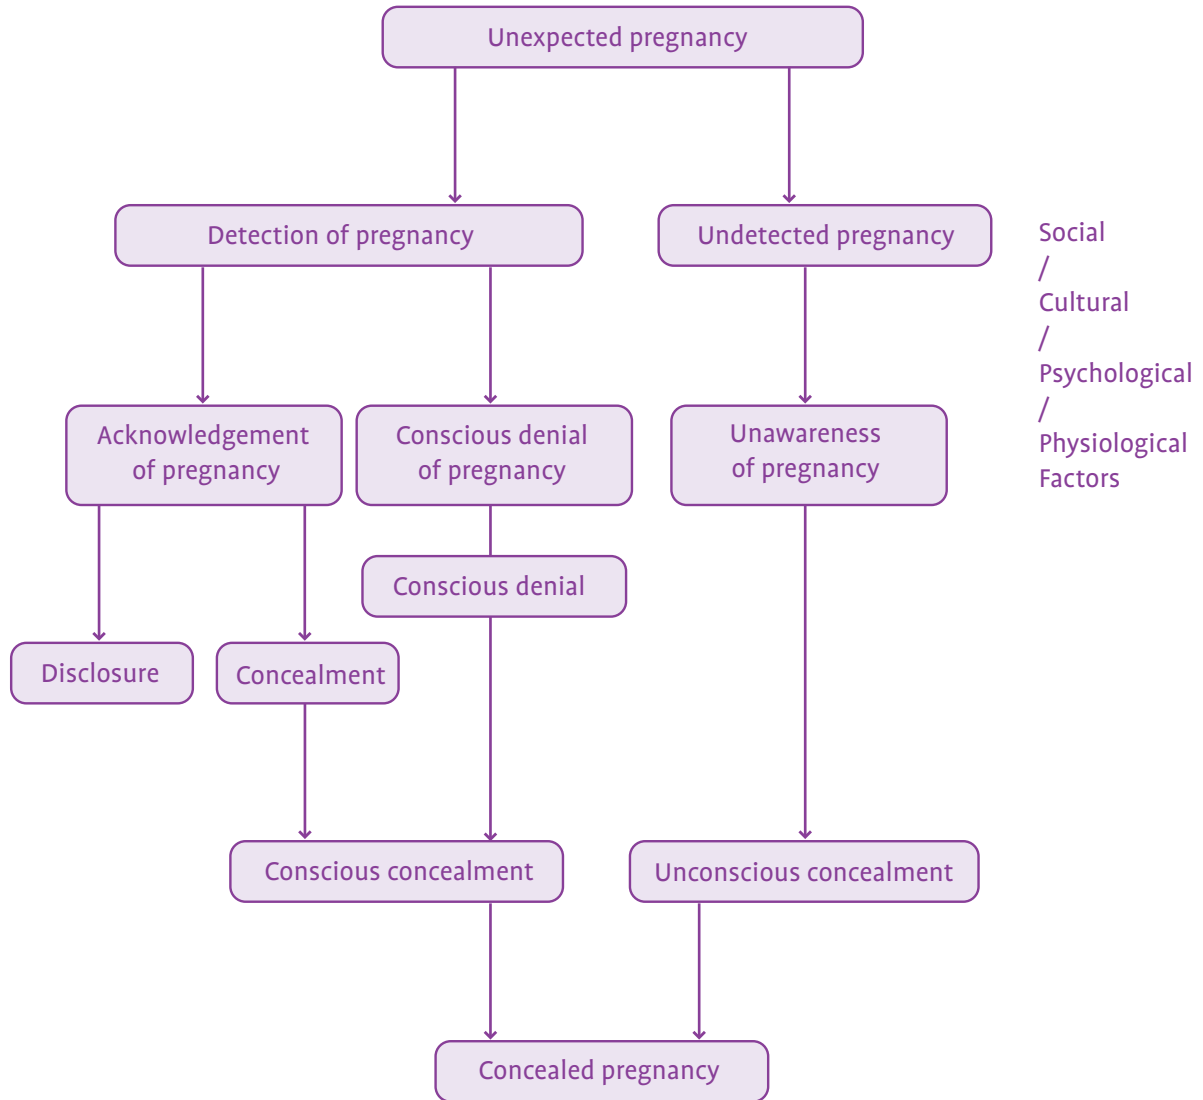 Unexpected pregnancy
Detection of pregnancy
Undetected pregnancy
Social
/
Cultural
/
Psychological
/
Physiological
Factors
Acknowledgement
of pregnancy
Conscious denial
of pregnancy
Unawareness
of pregnancy
Conscious denial
Disclosure
Concealment
Conscious concealment
Unconscious concealment
Concealed pregnancy